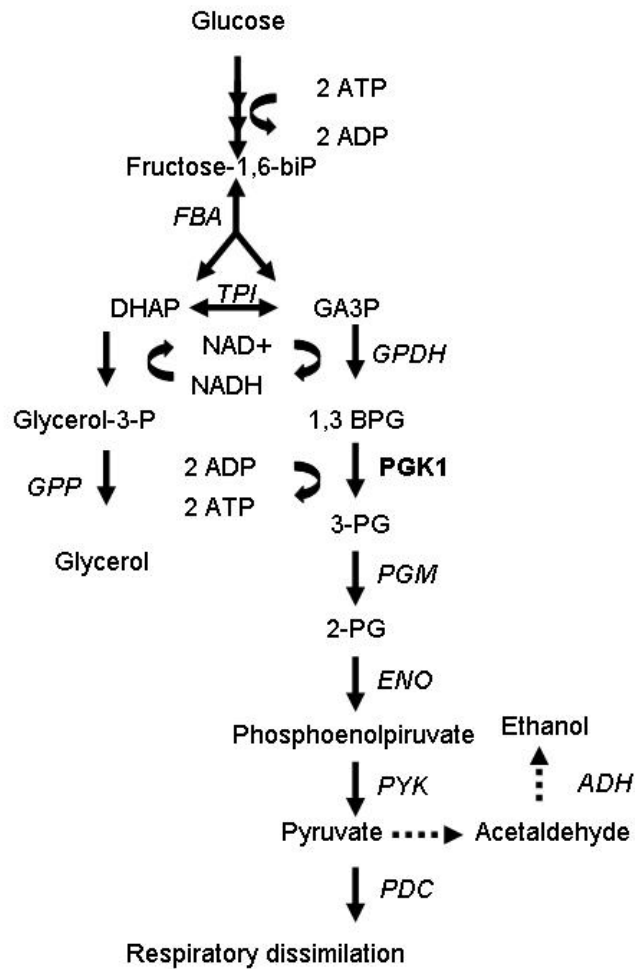 Glucose
2 ATP
2 ADP
Fructose-1,6-biP
FBA
TPI
DHAP
GA3P
NAD+
GPDH
NADH
Glycerol-3-P
1,3 BPG
2 ADP
PGK1
GPP
2 ATP
3-PG
Glycerol
PGM
2-PG
ENO
Phosphoenolpiruvate
Ethanol
PYK
ADH
Pyruvate
Acetaldehyde
PDC
Respiratory dissimilation